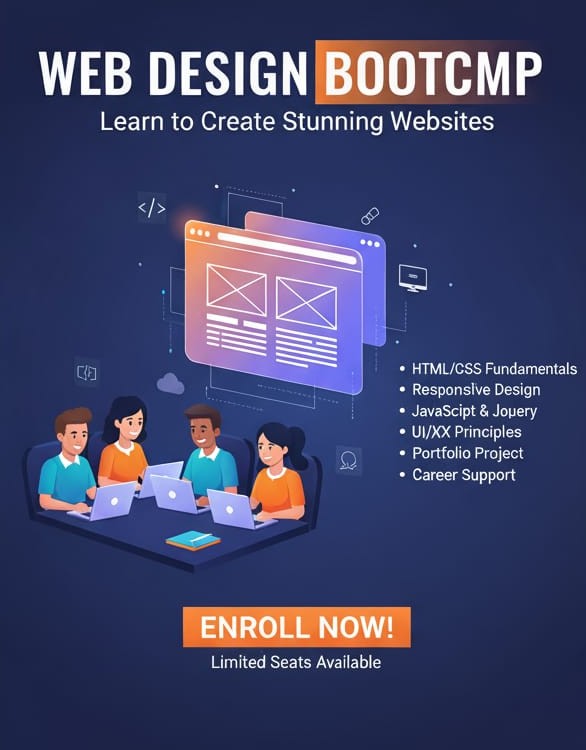 WEB DESIGN BOOTCMP
Learn to Create Stunning Websites
</>
• HTML/CSS Fundamentals
• Responsive Design
• JavaScipt & Joųery
• UI/XX Principles
• Portfolio Project
• Career Support
ENROLL NOW!
Limited Seats Available